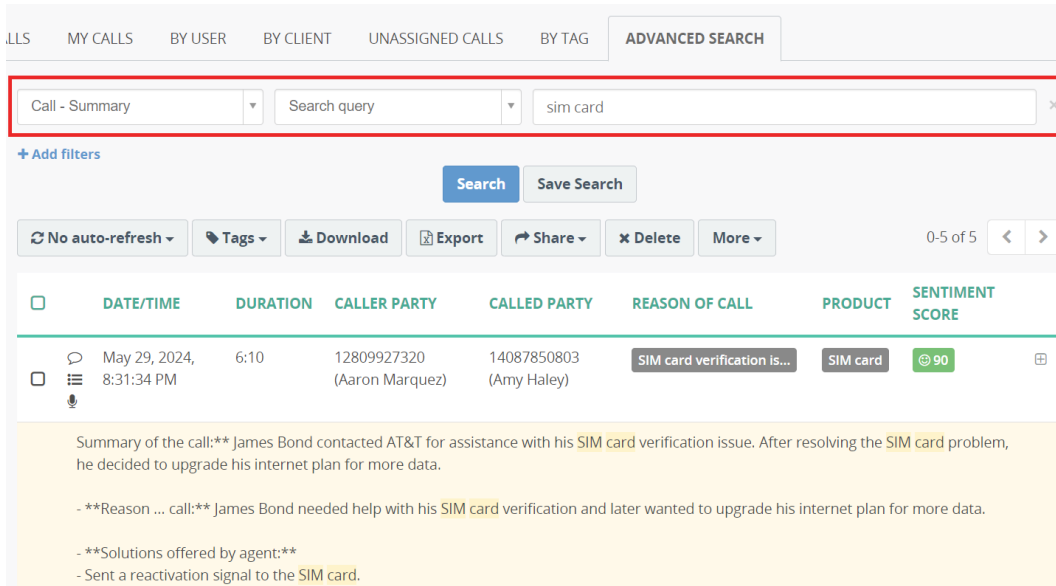 MY CALLS BY USER BY CLIENT UNASSIGNED CALLS BY TAG ADVANCED SEARCH
Call - Summary Search query sim card
+ Add filters
Search Save Search
No auto-refresh Tags Download Export Share Delete More 0-5 of 5
DATE/TIME DURATION CALLER PARTY CALLED PARTY REASON OF CALL PRODUCT SENTIMENT SCORE
May 29, 2024, 6:10 12809927320 14087850803 SIM card verification is... SIM card 90
8:31:34 PM (Aaron Marquez) (Amy Haley)
Summary of the call:** James Bond contacted AT&T for assistance with his SIM card verification issue. After resolving the SIM card problem,
he decided to upgrade his internet plan for more data.
- **Reason ... call:** James Bond needed help with his SIM card verification and later wanted to upgrade his internet plan for more data.
- **Solutions offered by agent:**
- Sent a reactivation signal to the SIM card.